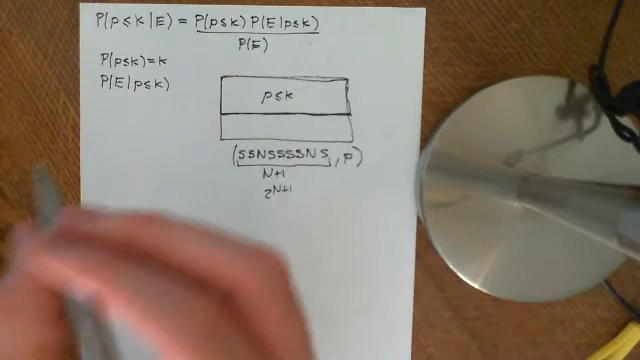 P(p≤k|E) = P(p≤k) P(E|p≤k)
P(E)
P(p≤k)=k
P(E|p≤k)
p≤k
(SSNSSSSNS, p)
N+1
2^{N+1}